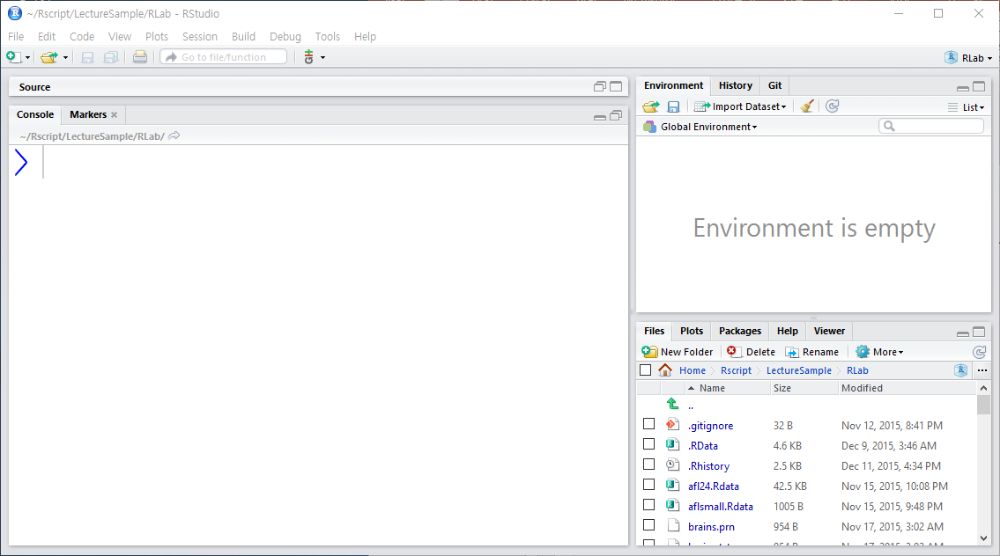 ~/Rscript/LectureSample/RLab - RStudio
File Edit Code View Plots Session Build Debug Tools Help
Go to file/function
RLab
Source
Console Markers
~/Rscript/LectureSample/RLab/
>
Environment History Git
Import Dataset List
Global Environment
Environment is empty
Files Plots Packages Help Viewer
New Folder Delete Rename More
Home Rscript LectureSample RLab ...
Name Size Modified
..
.gitignore 32 B Nov 12, 2015, 8:41 PM
.RData 4.6 KB Dec 9, 2015, 3:46 AM
.Rhistory 2.5 KB Dec 11, 2015, 4:34 PM
afl24.Rdata 42.5 KB Nov 15, 2015, 10:08 PM
aflsmall.Rdata 1005 B Nov 15, 2015, 9:48 PM
brains.prn 954 B Nov 17, 2015, 3:02 AM